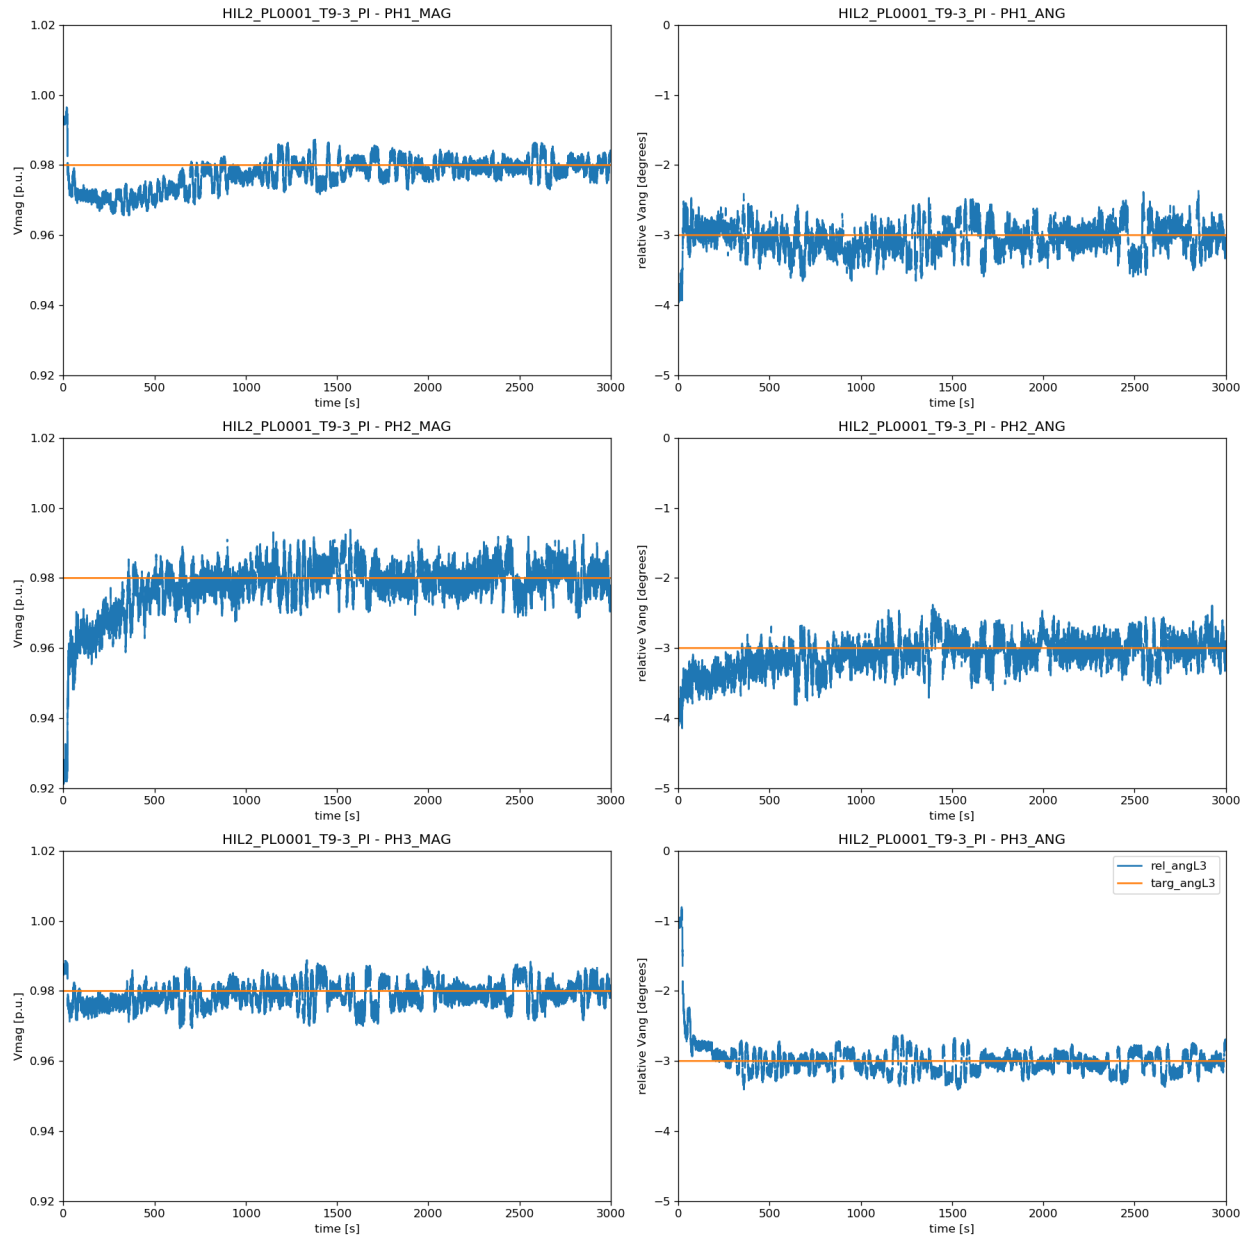 HIL2_PL0001_T9-3_PI - PH1_MAG
1.02
1.00
0.98
0.96
0.94
0.92
Vmag [p.u.]
0 500 1000 1500 2000 2500 3000
time [s]
HIL2_PL0001_T9-3_PI - PH1_ANG
0
−1
−2
−3
−4
−5
relative Vang [degrees]
0 500 1000 1500 2000 2500 3000
time [s]
HIL2_PL0001_T9-3_PI - PH2_MAG
1.02
1.00
0.98
0.96
0.94
0.92
Vmag [p.u.]
0 500 1000 1500 2000 2500 3000
time [s]
HIL2_PL0001_T9-3_PI - PH2_ANG
0
−1
−2
−3
−4
−5
relative Vang [degrees]
0 500 1000 1500 2000 2500 3000
time [s]
HIL2_PL0001_T9-3_PI - PH3_MAG
1.02
1.00
0.98
0.96
0.94
0.92
Vmag [p.u.]
0 500 1000 1500 2000 2500 3000
time [s]
HIL2_PL0001_T9-3_PI - PH3_ANG
rel_angL3
targ_angL3
0
−1
−2
−3
−4
−5
relative Vang [degrees]
0 500 1000 1500 2000 2500 3000
time [s]